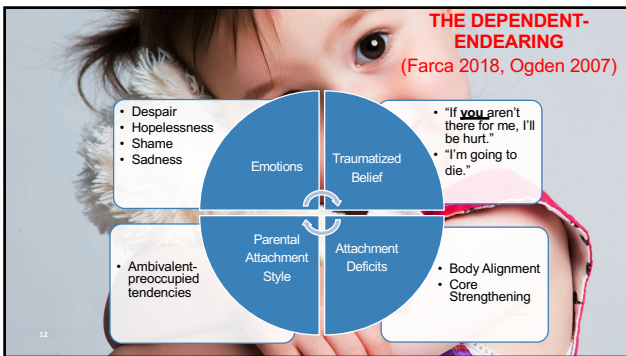 THE DEPENDENT-
ENDEARING
(Farca 2018, Ogden 2007)
• Despair
• Hopelessness
• Shame
• Sadness
Emotions
Traumatized
Belief
• "If you aren't
there for me, I'll
be hurt."
• "I'm going to
die."
• Ambivalent-
preoccupied
tendencies
Parental
Attachment
Style
Attachment
Deficits
• Body Alignment
• Core
Strengthening
12